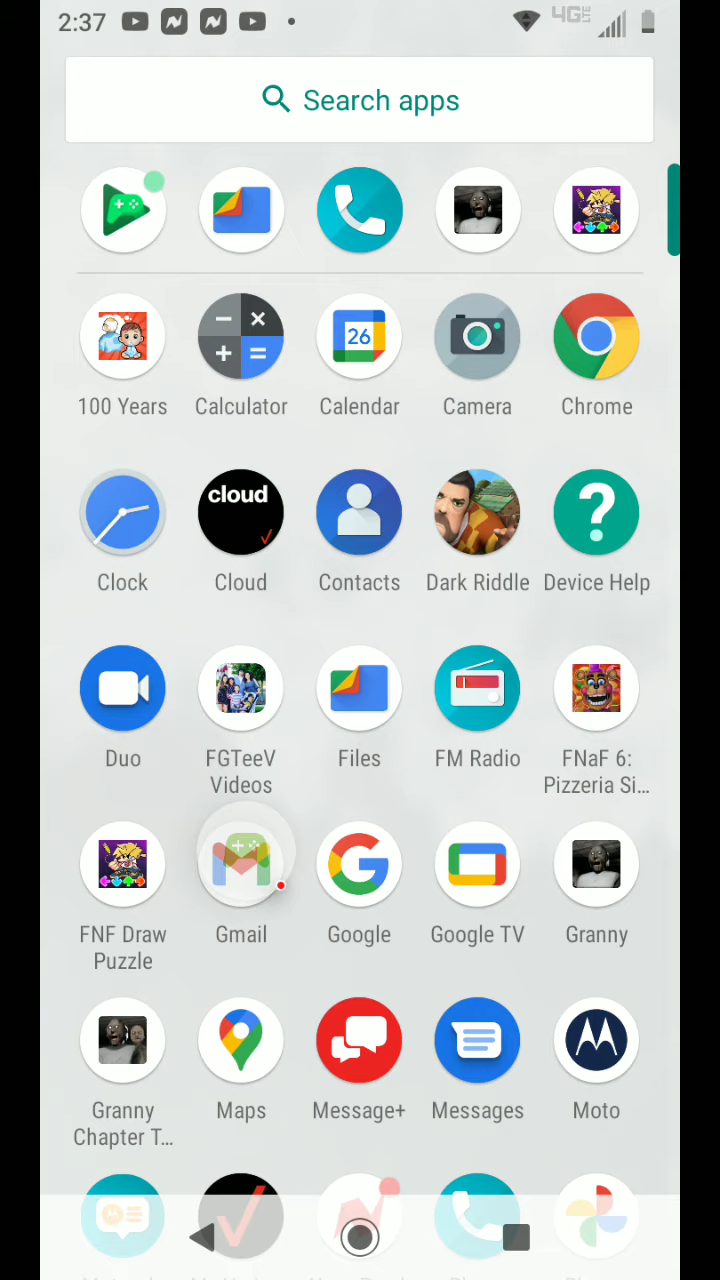 2:37
4G LTE
Search apps
26
100 Years
Calculator
Calendar
Camera
Chrome
cloud
Clock
Cloud
Contacts
Dark Riddle
Device Help
Duo
FGTeeV
Videos
Files
FM Radio
FNaF 6:
Pizzeria Si...
FNF Draw
Puzzle
Gmail
Google
Google TV
Granny
Granny
Chapter T...
Maps
Message+
Messages
Moto